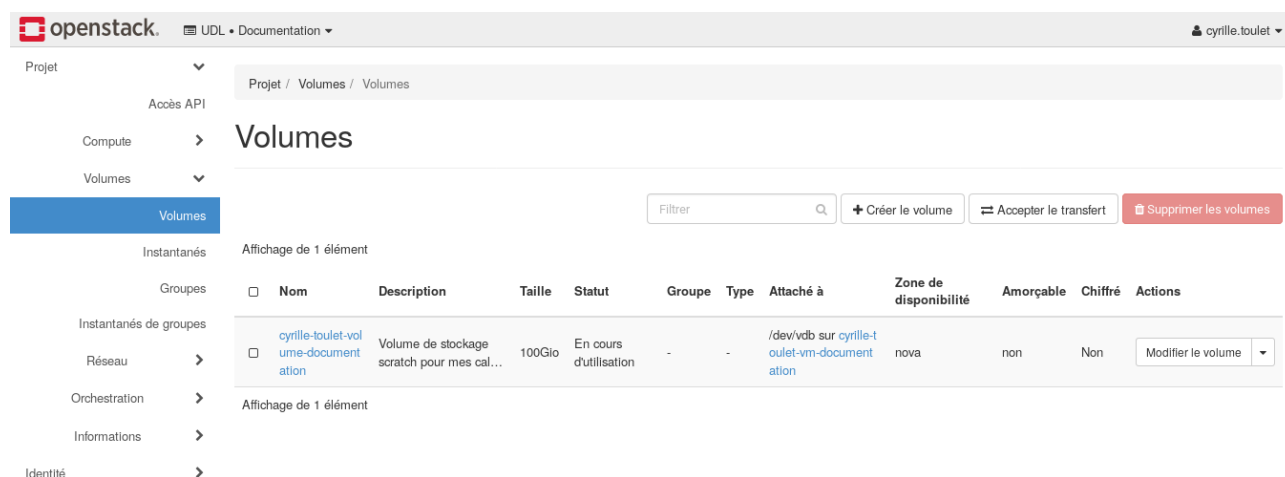 openstack. UDL • Documentation cyrille.toulet
Projet
Accès API
Compute
Volumes
Volumes
Instantanés
Groupes
Instantanés de groupes
Réseau
Orchestration
Informations
Identité
Projet / Volumes / Volumes
Volumes
Filtrer Créer le volume Accepter le transfert Supprimer les volumes
Affichage de 1 élément
Nom Description Taille Statut Groupe Type Attaché à Zone de disponibilité Amorçable Chiffré Actions
cyrille-toulet-vol
ume-document
ation
Volume de stockage
scratch pour mes cal…
100Gio
En cours
d'utilisation
-
-
/dev/vdb sur cyrille-t
oulet-vm-document
ation
nova
non
Non
Modifier le volume
Affichage de 1 élément